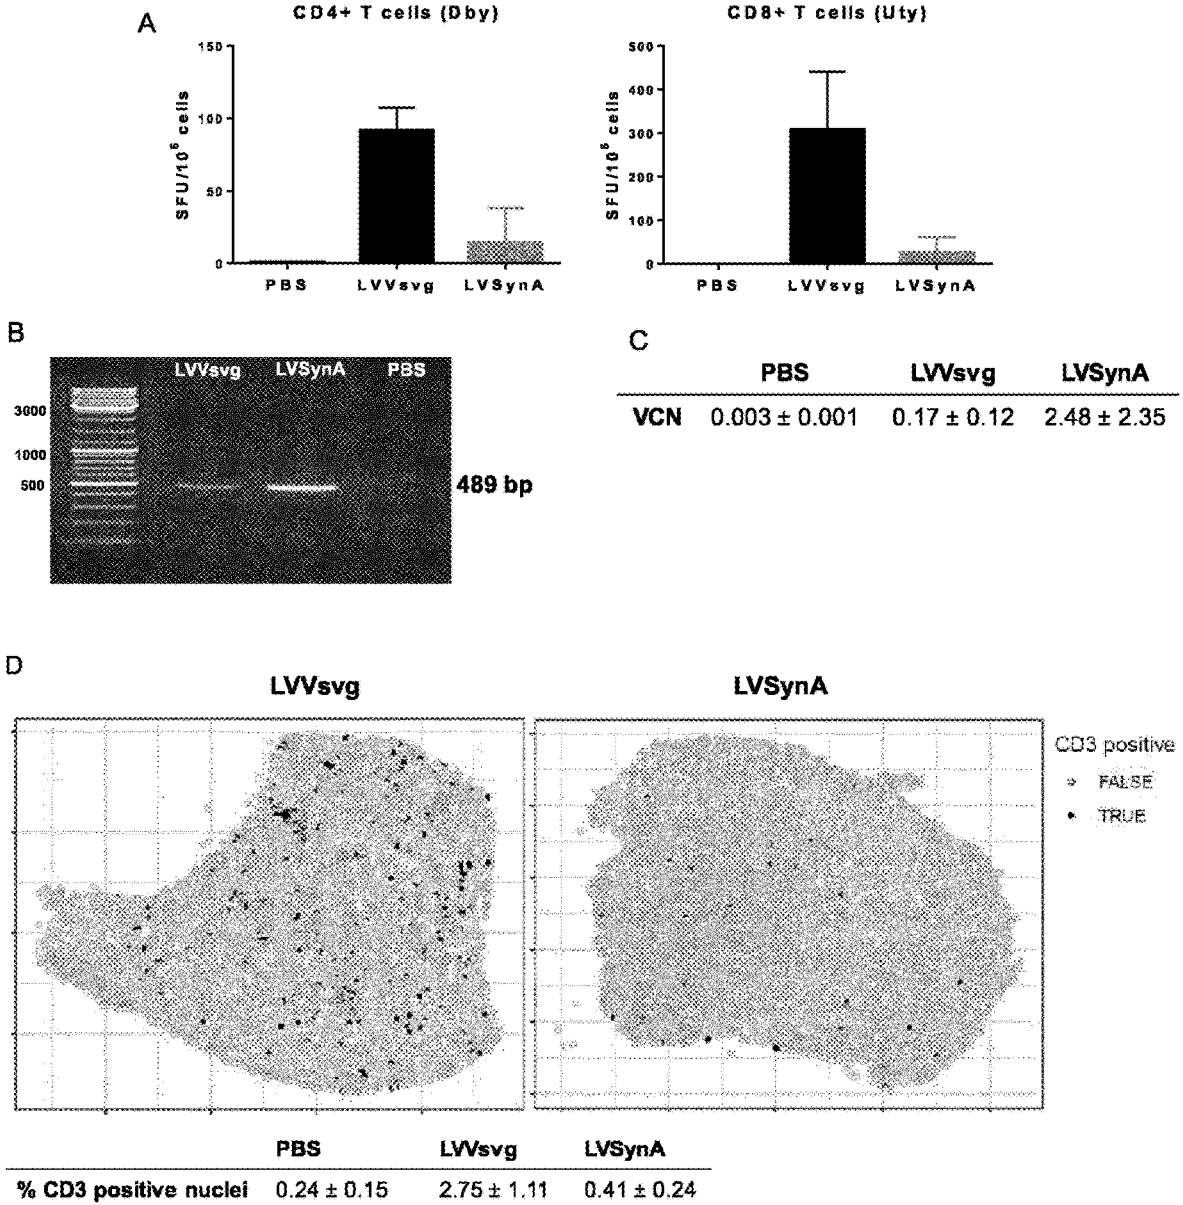 A
CD4+ T cells (Dby)
150
100
50
0
SFU/10⁶ cells
PBS LVVsvg LVSynA
CD8+ T cells (Uty)
500
400
300
200
100
0
SFU/10⁶ cells
PBS LVVsvg LVSynA
B
LVVsvg LVSynA PBS
3000
1000
500
489 bp
C
PBS LVVsvg LVSynA
VCN 0.003 ± 0.001 0.17 ± 0.12 2.48 ± 2.35
D
LVVsvg
LVSynA
CD3 positive
FALSE
TRUE
PBS LVVsvg LVSynA
% CD3 positive nuclei 0.24 ± 0.15 2.75 ± 1.11 0.41 ± 0.24